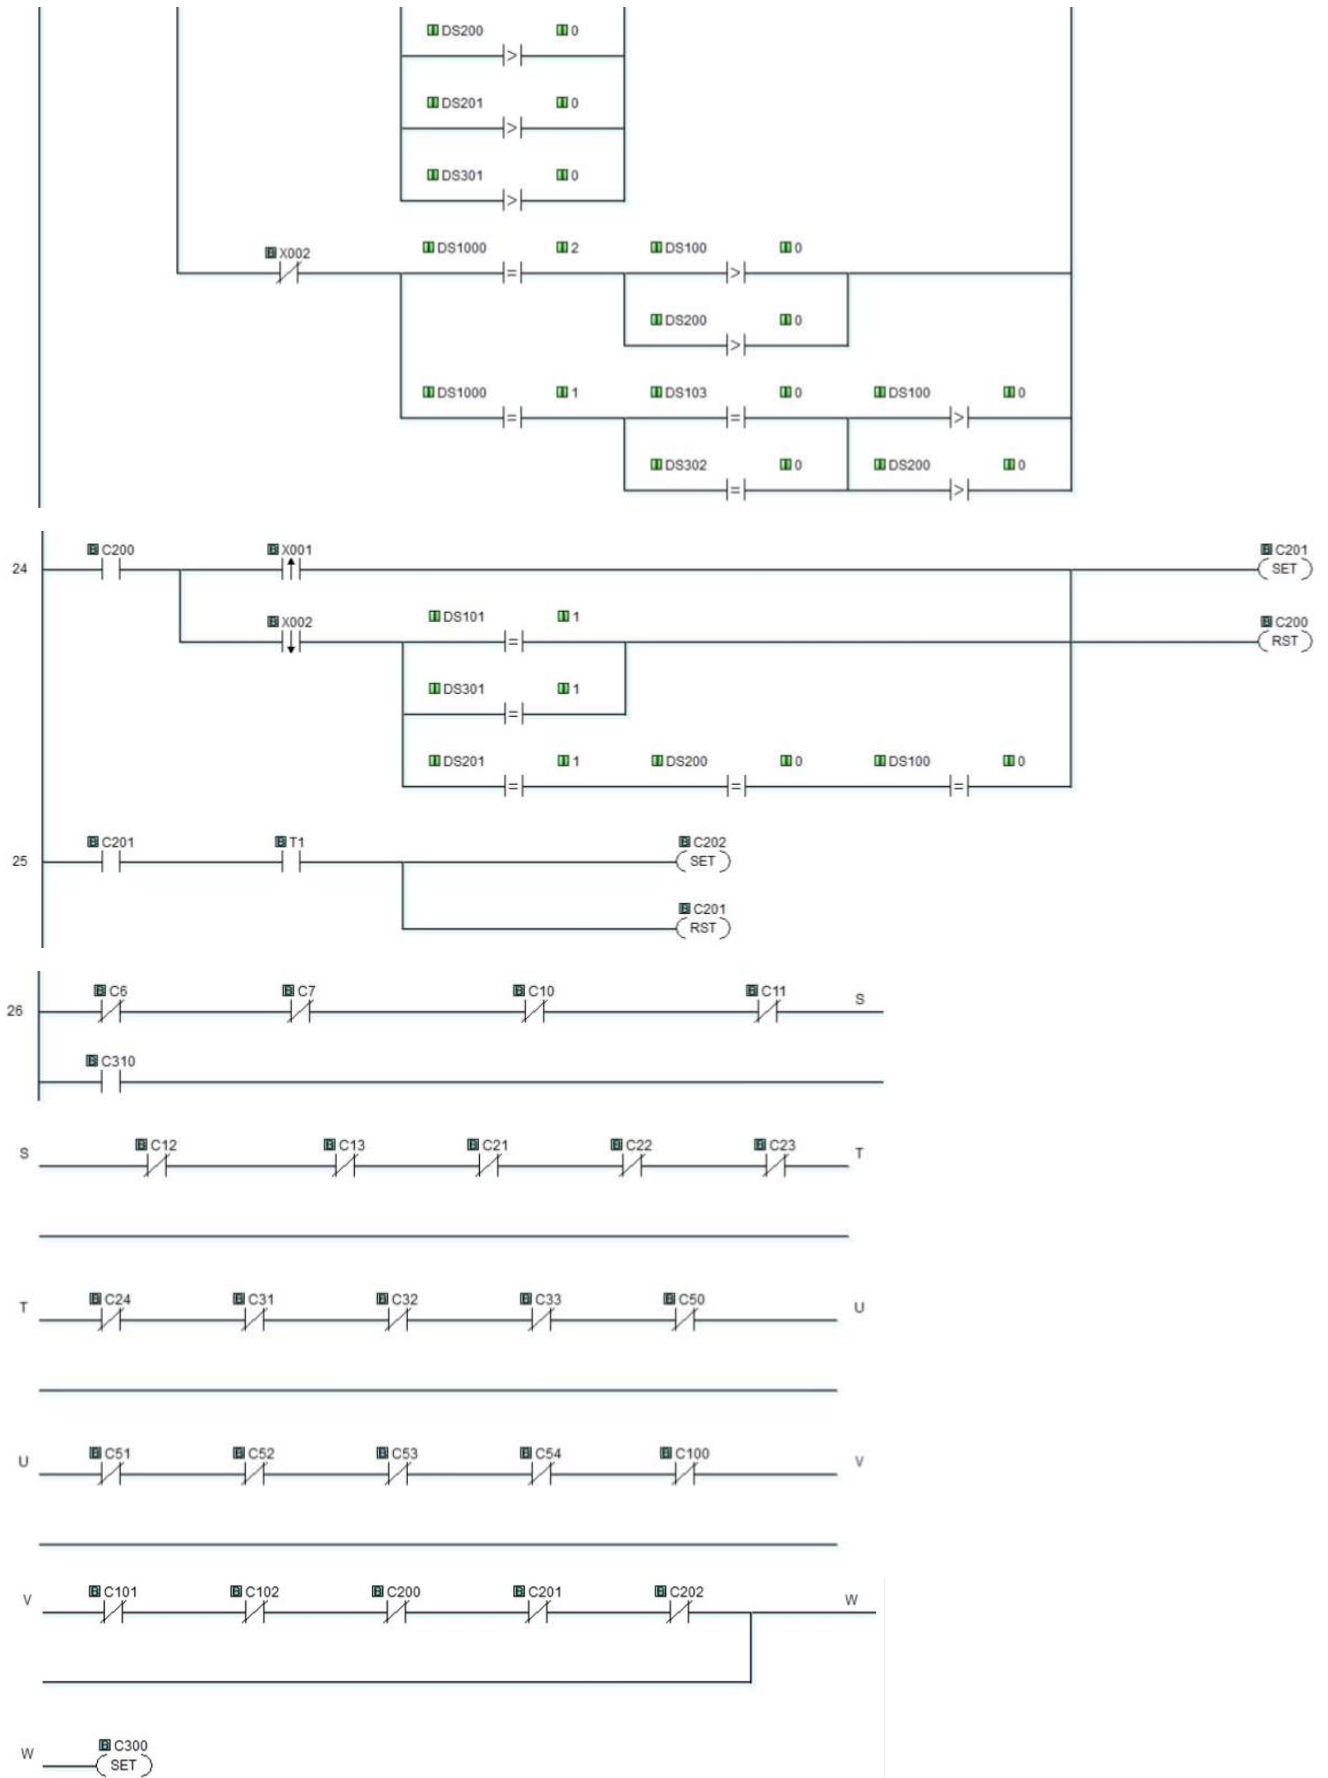 DS200 0
>
DS201 0
>
DS301 0
>
X002 DS1000 2 DS100 0
= >
DS200 0
>
DS1000 1 DS103 0 DS100 0
= = >
DS302 0 DS200 0
= >
C200 X001 C201
24 SET
X002 DS101 1 C200
= RST
DS301 1
=
DS201 1 DS200 0 DS100 0
= = =
C201 T1 C202
25 SET
C201
RST
C6 C7 C10 C11 S
26
C310
C12 C13 C21 C22 C23
S T
C24 C31 C32 C33 C50
T U
C51 C52 C53 C54 C100
U V
C101 C102 C200 C201 C202
V W
C300
W SET